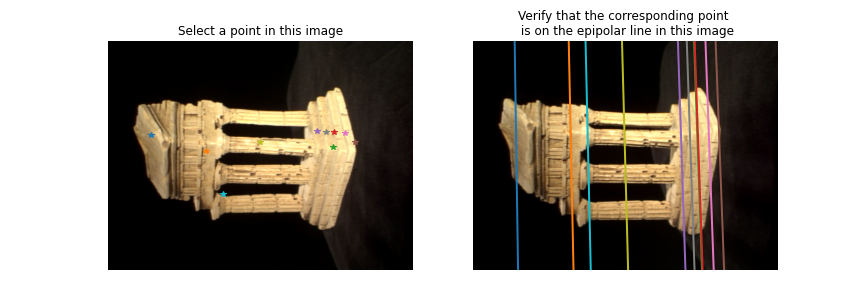 Select a point in this image
Verify that the corresponding point
is on the epipolar line in this image